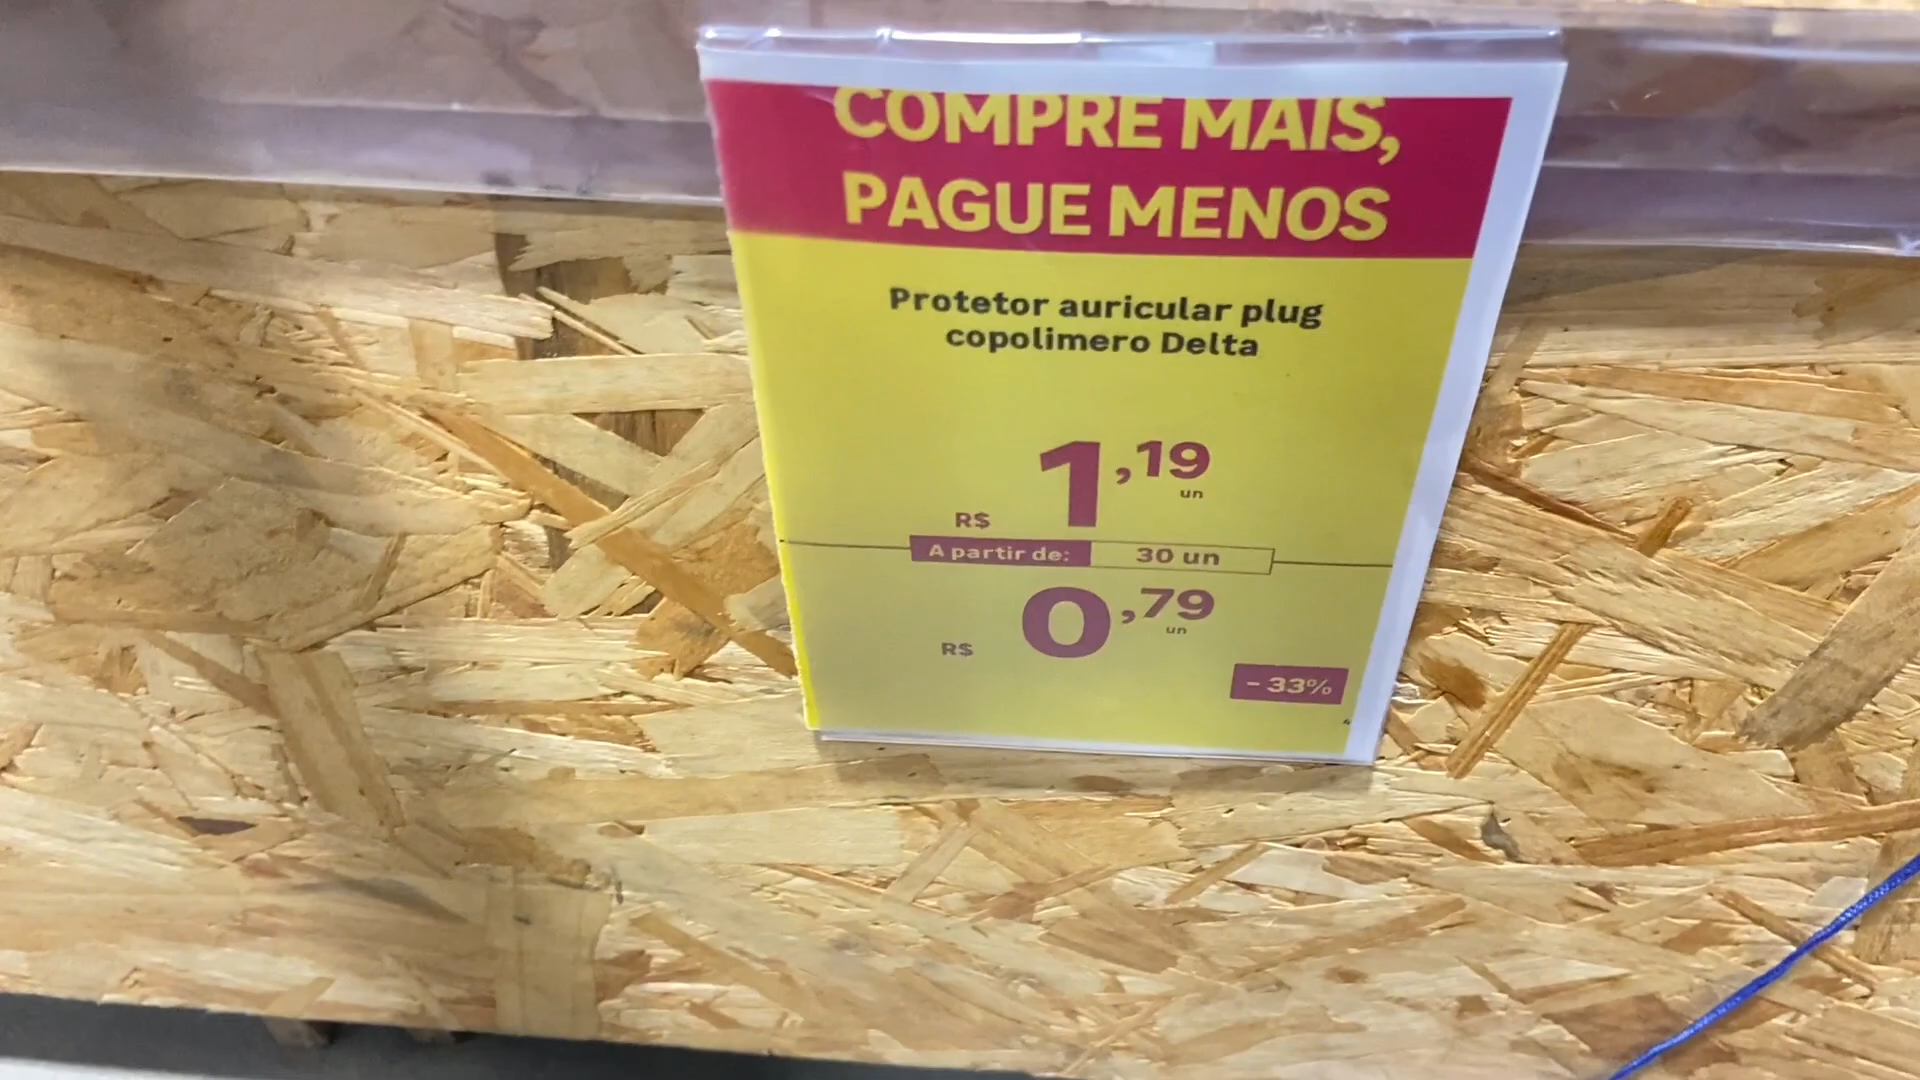 COMPRE MAIS,
PAGUE MENOS
Protetor auricular plug
copolimero Delta
R$ 1,19 un
A partir de: 30 un
R$ 0,79 un
- 33%